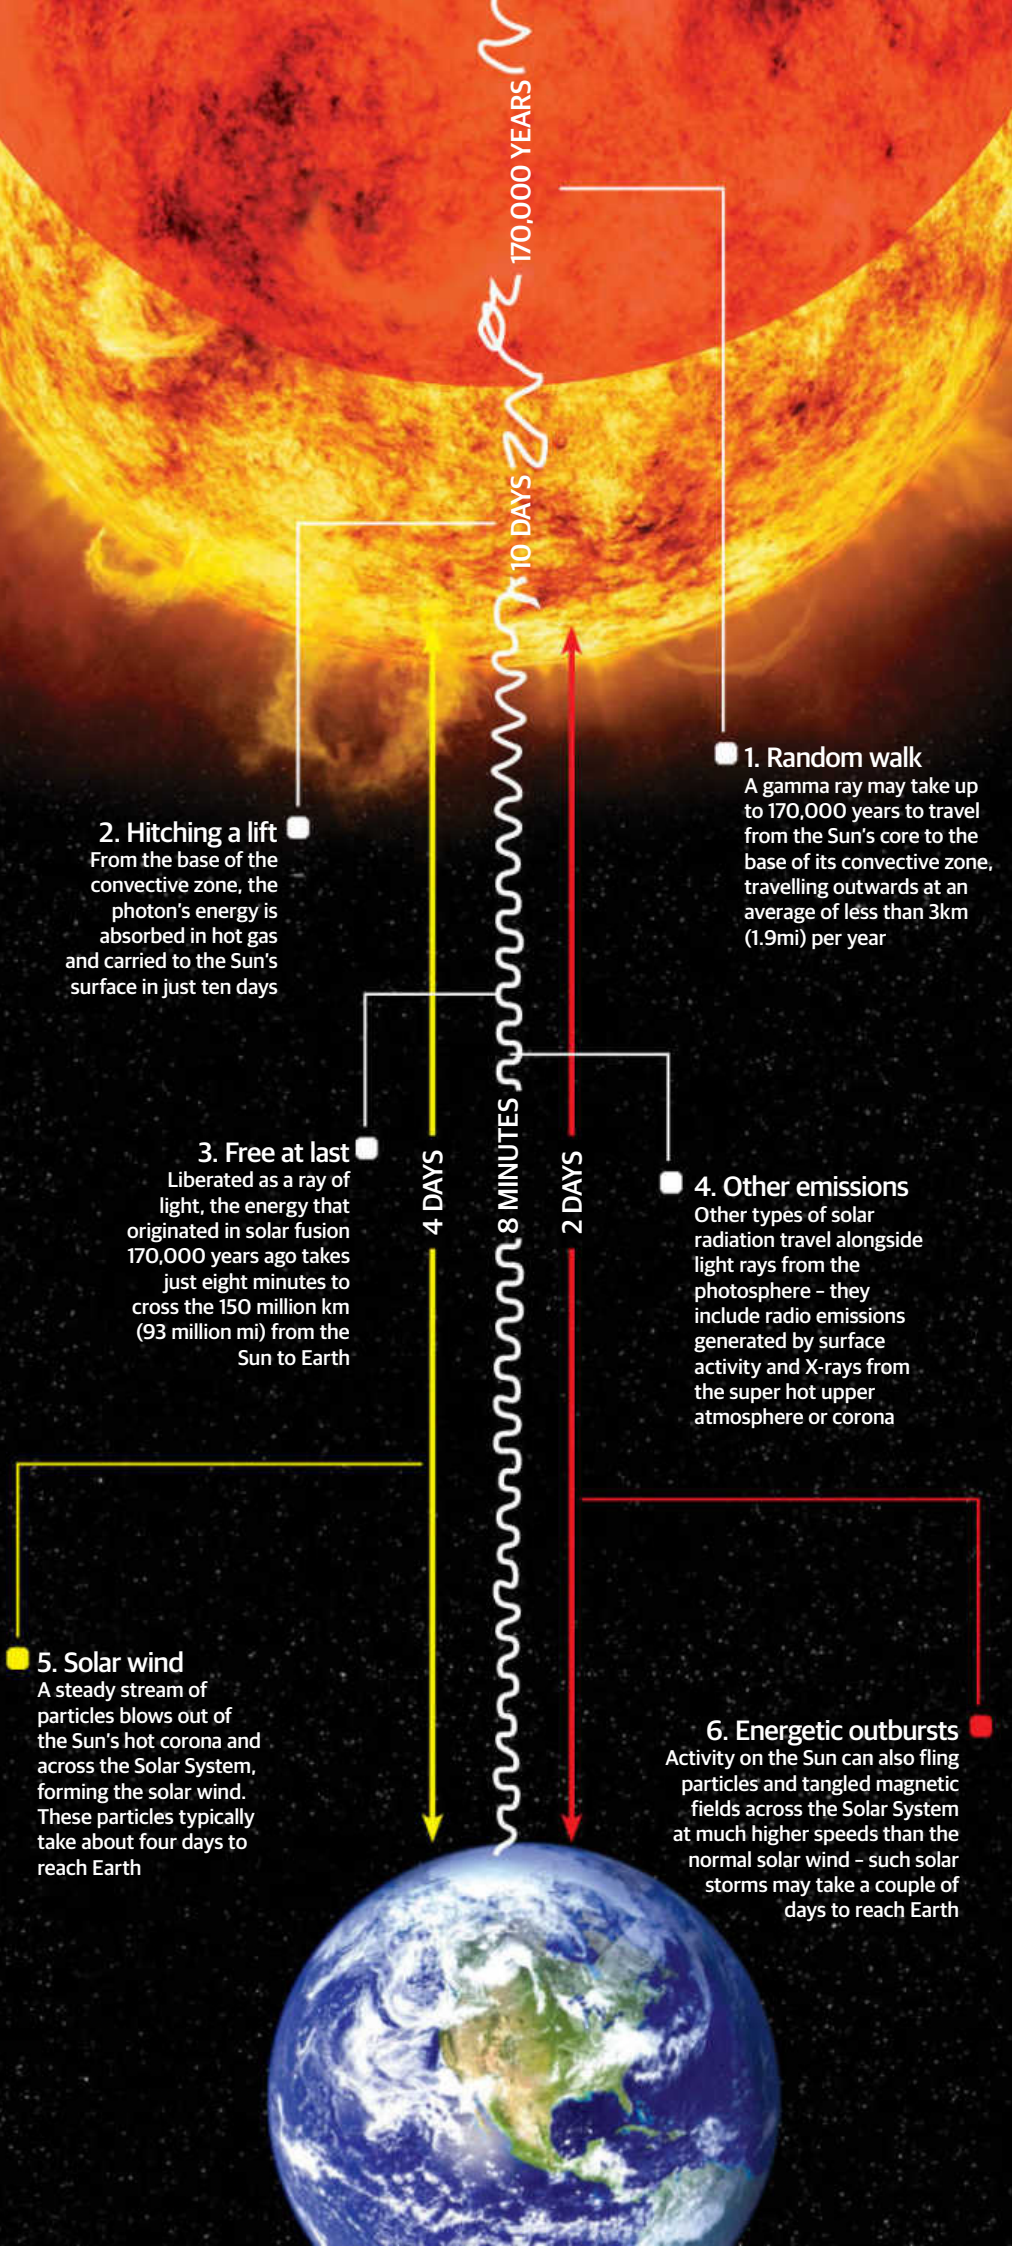 170,000 YEARS
10 DAYS
1. Random walk
A gamma ray may take up
to 170,000 years to travel
from the Sun's core to the
base of its convective zone,
travelling outwards at an
average of less than 3km
(1.9mi) per year
2. Hitching a lift
From the base of the
convective zone, the
photon's energy is
absorbed in hot gas
and carried to the Sun's
surface in just ten days
3. Free at last
Liberated as a ray of
light, the energy that
originated in solar fusion
170,000 years ago takes
just eight minutes to
cross the 150 million km
(93 million mi) from the
Sun to Earth
4 DAYS
8 MINUTES
2 DAYS
4. Other emissions
Other types of solar
radiation travel alongside
light rays from the
photosphere – they
include radio emissions
generated by surface
activity and X-rays from
the super hot upper
atmosphere or corona
5. Solar wind
A steady stream of
particles blows out of
the Sun's hot corona and
across the Solar System,
forming the solar wind.
These particles typically
take about four days to
reach Earth
6. Energetic outbursts
Activity on the Sun can also fling
particles and tangled magnetic
fields across the Solar System
at much higher speeds than the
normal solar wind – such solar
storms may take a couple of
days to reach Earth